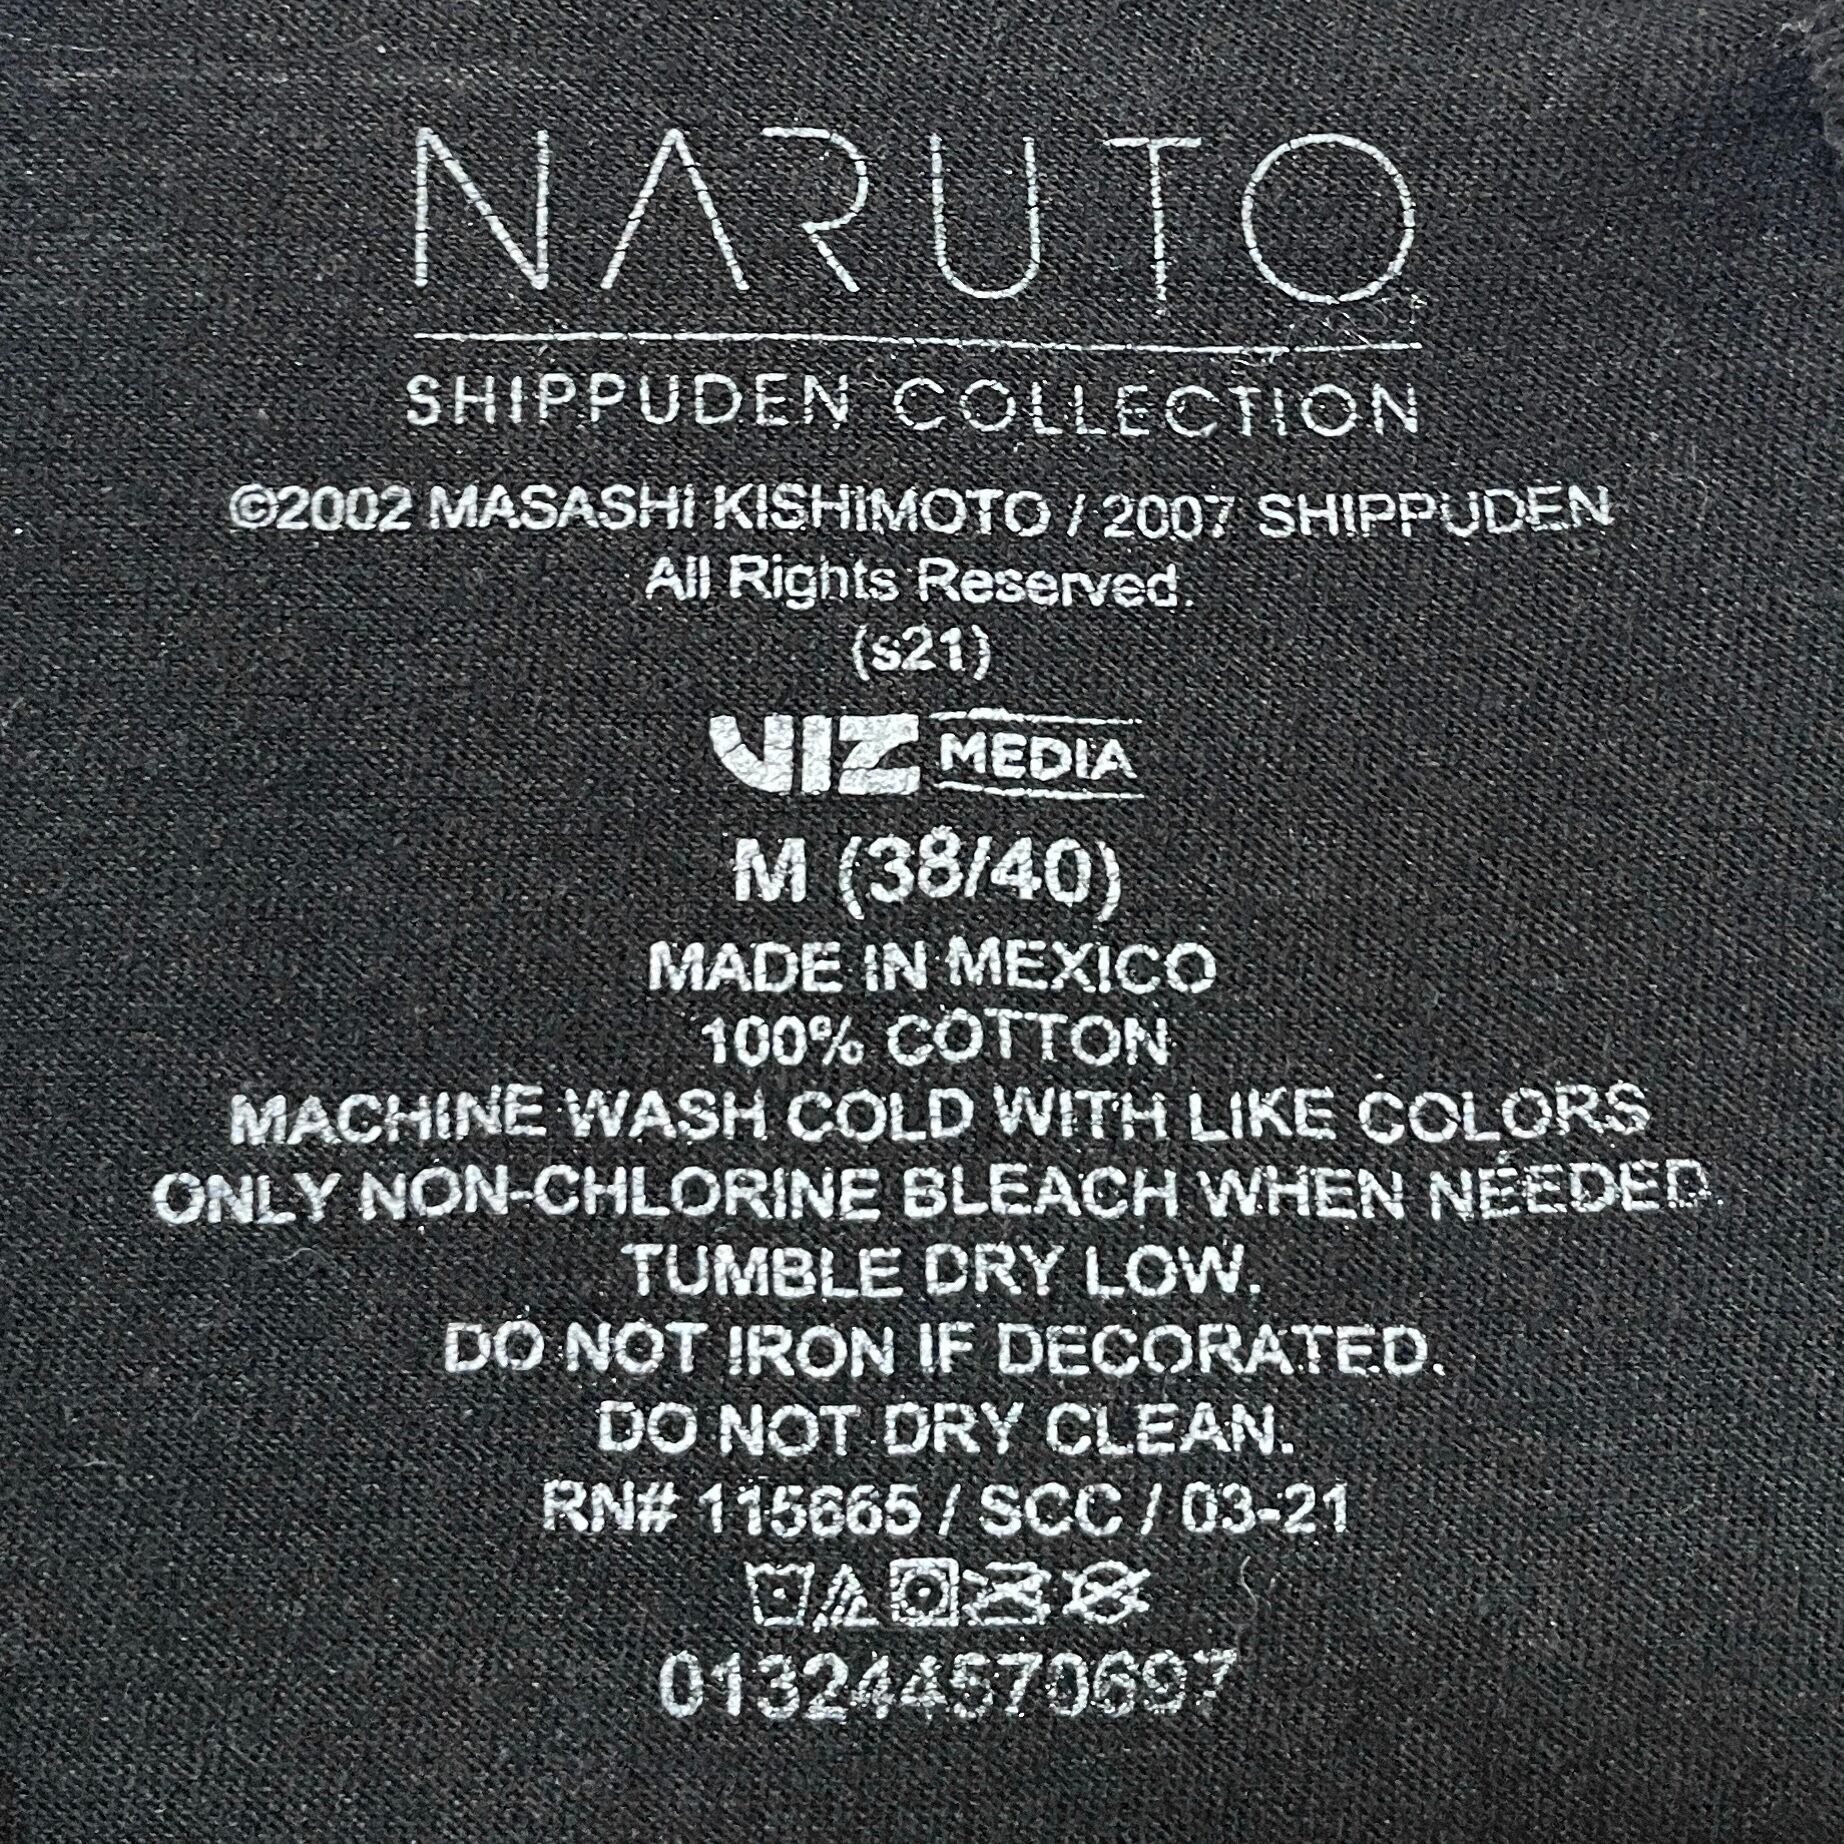 NARUTO
SHIPPUDEN COLLECTION
©2002 MASASHI KISHIMOTO / 2007 SHIPPUDEN
All Rights Reserved.
(s21)
VIZ MEDIA
M (38/40)
MADE IN MEXICO
100% COTTON
MACHINE WASH COLD WITH LIKE COLORS
ONLY NON-CHLORINE BLEACH WHEN NEEDED.
TUMBLE DRY LOW.
DO NOT IRON IF DECORATED.
DO NOT DRY CLEAN.
RN# 115665 / SCC / 03-21
013244570697